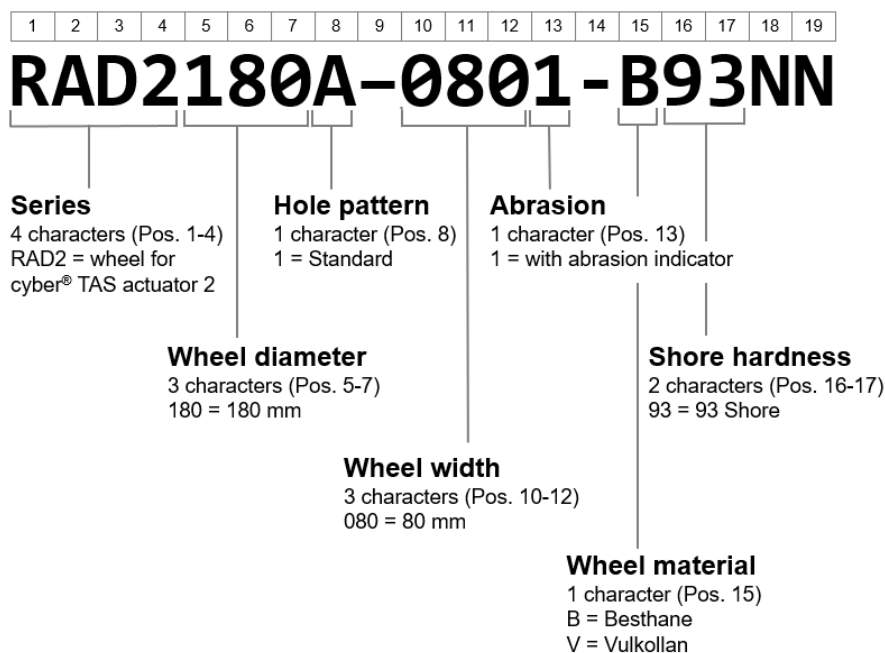 1 2 3 4 5 6 7 8 9 10 11 12 13 14 15 16 17 18 19
RAD2180A-0801-B93NN
Series
4 characters (Pos. 1-4)
RAD2 = wheel for
cyber® TAS actuator 2
Hole pattern
1 character (Pos. 8)
1 = Standard
Abrasion
1 character (Pos. 13)
1 = with abrasion indicator
Wheel diameter
3 characters (Pos. 5-7)
180 = 180 mm
Shore hardness
2 characters (Pos. 16-17)
93 = 93 Shore
Wheel width
3 characters (Pos. 10-12)
080 = 80 mm
Wheel material
1 character (Pos. 15)
B = Besthane
V = Vulkollan